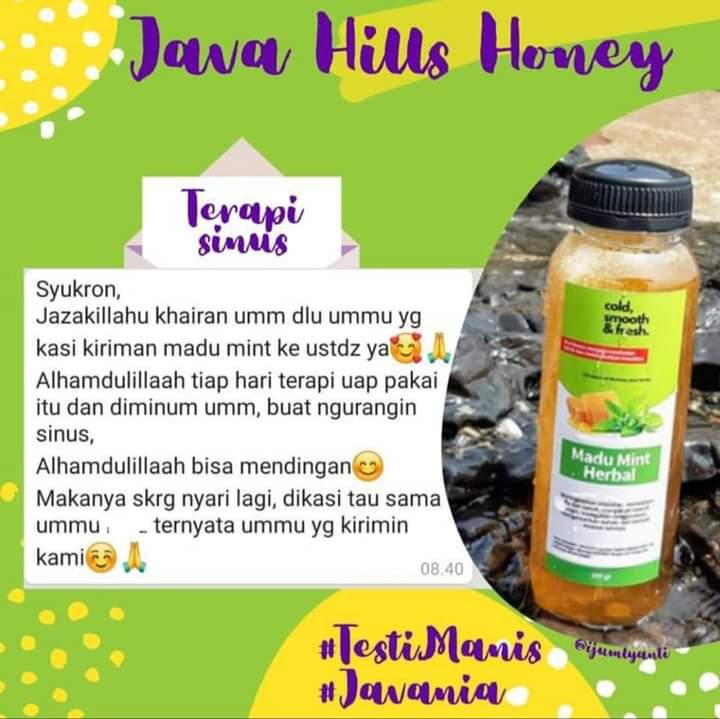 Java Hills Honey
Terapi
sinus
Syukron,
Jazakillahu khairan umm dlu ummu yg
kasi kiriman madu mint ke ustdz ya🥰🙏
Alhamdulillaah tiap hari terapi uap pakai
itu dan diminum umm, buat ngurangin
sinus,
Alhamdulillaah bisa mendingan😊
Makanya skrg nyari lagi, dikasi tau sama
ummu ternyata ummu yg kirimin
kami☺️🙏
08.40
cold,
smooth
& fresh.
Madu Mint
Herbal
#TestiManis
@ijumlyanti
#Javania